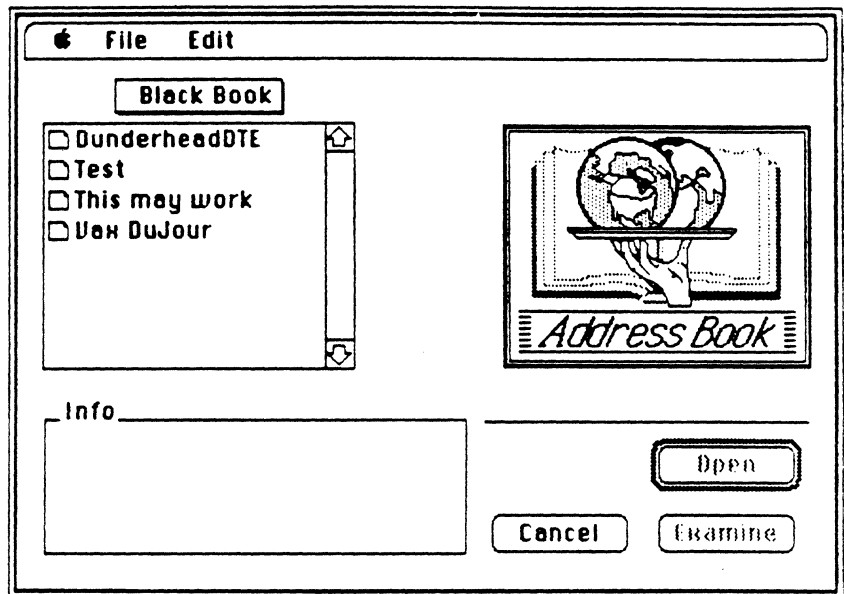 File Edit
Black Book
DunderheadDTE
Test
This may work
Vax DuJour
Address Book
Info
Open
Cancel
Examine